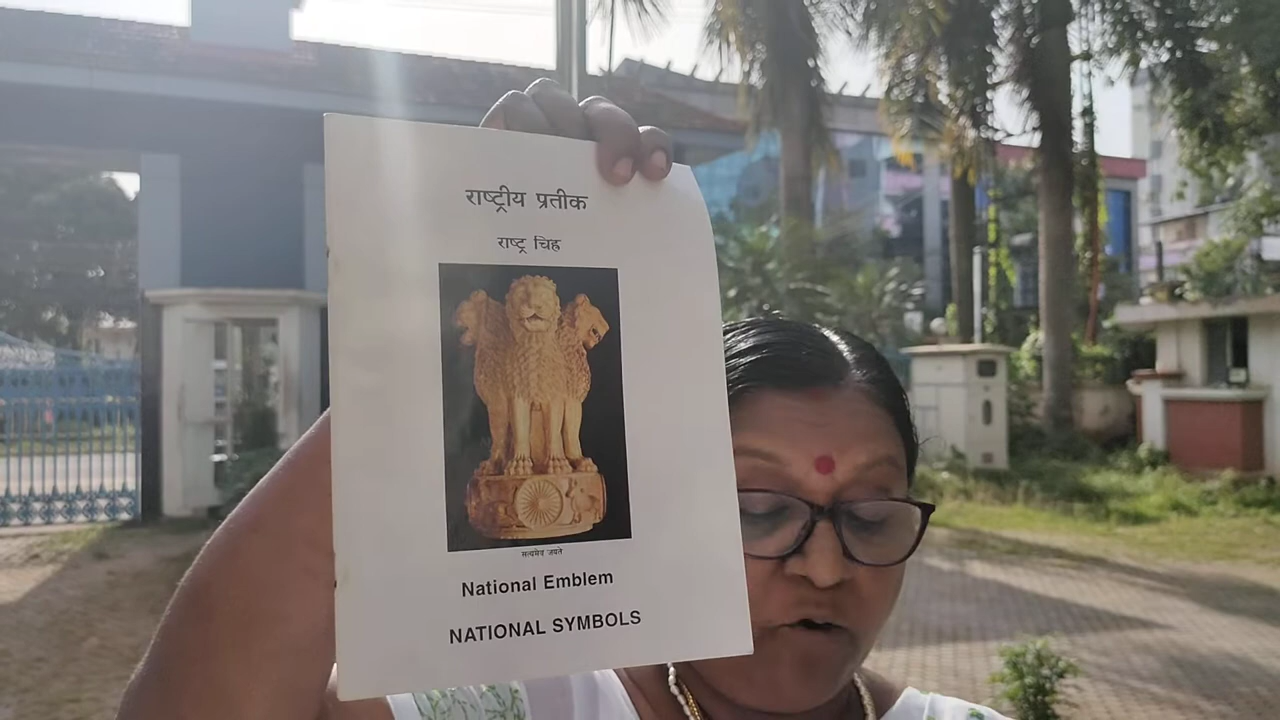 राष्ट्रीय प्रतीक
राष्ट्र चिह्न
सत्यमेव जयते
National Emblem
NATIONAL SYMBOLS